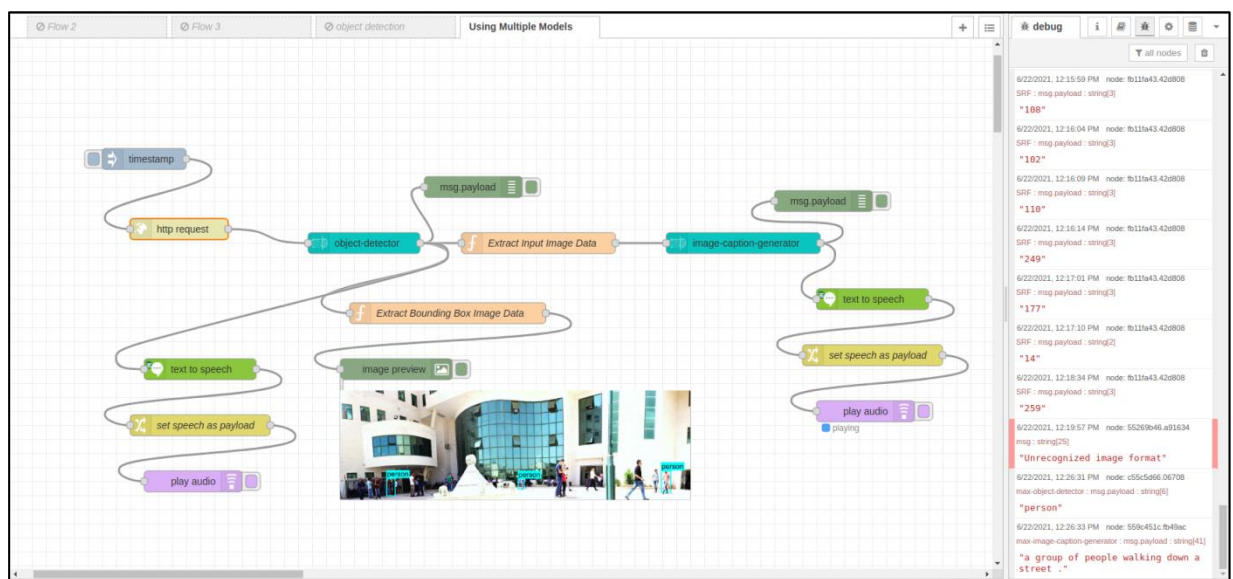 Flow 2
Flow 3
object detection
Using Multiple Models
debug
i
all nodes
timestamp
http request
msg.payload
object-detector
Extract Input Image Data
image-caption-generator
msg.payload
Extract Bounding Box Image Data
text to speech
image preview
text to speech
set speech as payload
set speech as payload
play audio
playing
play audio
person
person
person
6/22/2021, 12:15:59 PM node: fb11fa43.42d808
SRF : msg.payload : string[3]
"108"
6/22/2021, 12:16:04 PM node: fb11fa43.42d808
SRF : msg.payload : string[3]
"102"
6/22/2021, 12:16:09 PM node: fb11fa43.42d808
SRF : msg.payload : string[3]
"110"
6/22/2021, 12:16:14 PM node: fb11fa43.42d808
SRF : msg.payload : string[3]
"249"
6/22/2021, 12:17:01 PM node: fb11fa43.42d808
SRF : msg.payload : string[3]
"177"
6/22/2021, 12:17:10 PM node: fb11fa43.42d808
SRF : msg.payload : string[2]
"14"
6/22/2021, 12:18:34 PM node: fb11fa43.42d808
SRF : msg.payload : string[3]
"259"
6/22/2021, 12:19:57 PM node: 55269b46.a91634
msg : string[25]
"Unrecognized image format"
6/22/2021, 12:26:31 PM node: c55c5d66.06708
max-object-detector : msg.payload : string[6]
"person"
6/22/2021, 12:26:33 PM node: 559c451c.fb49ac
max-image-caption-generator : msg.payload : string[41]
"a group of people walking down a
street ."